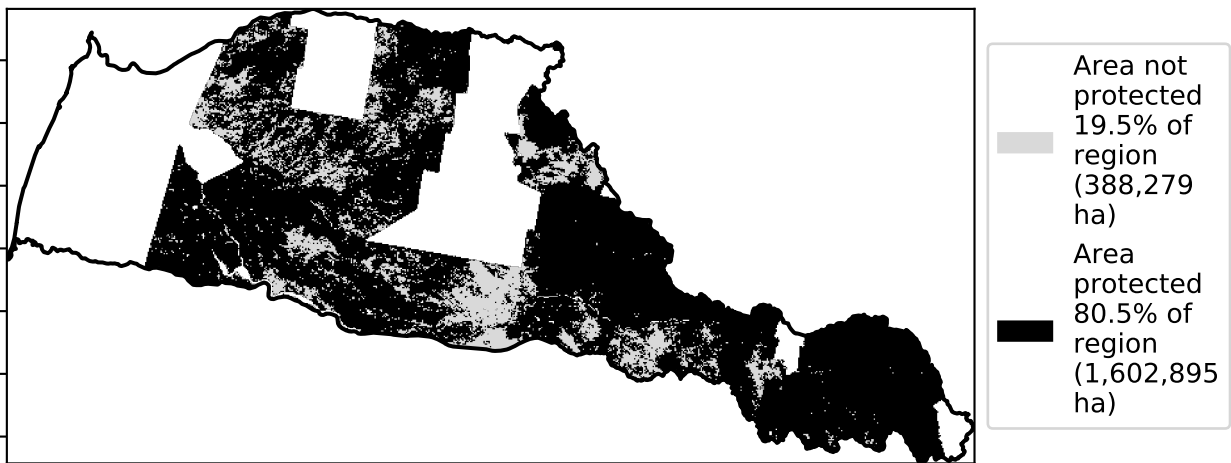 Area not
protected
19.5% of
region
(388,279
ha)
Area
protected
80.5% of
region
(1,602,895
ha)